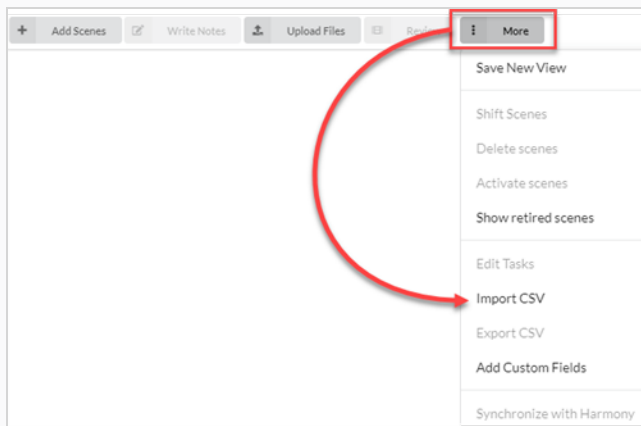 Add Scenes Write Notes Upload Files More
Save New View
Shift Scenes
Delete scenes
Activate scenes
Show retired scenes
Edit Tasks
Import CSV
Export CSV
Add Custom Fields
Synchronize with Harmony